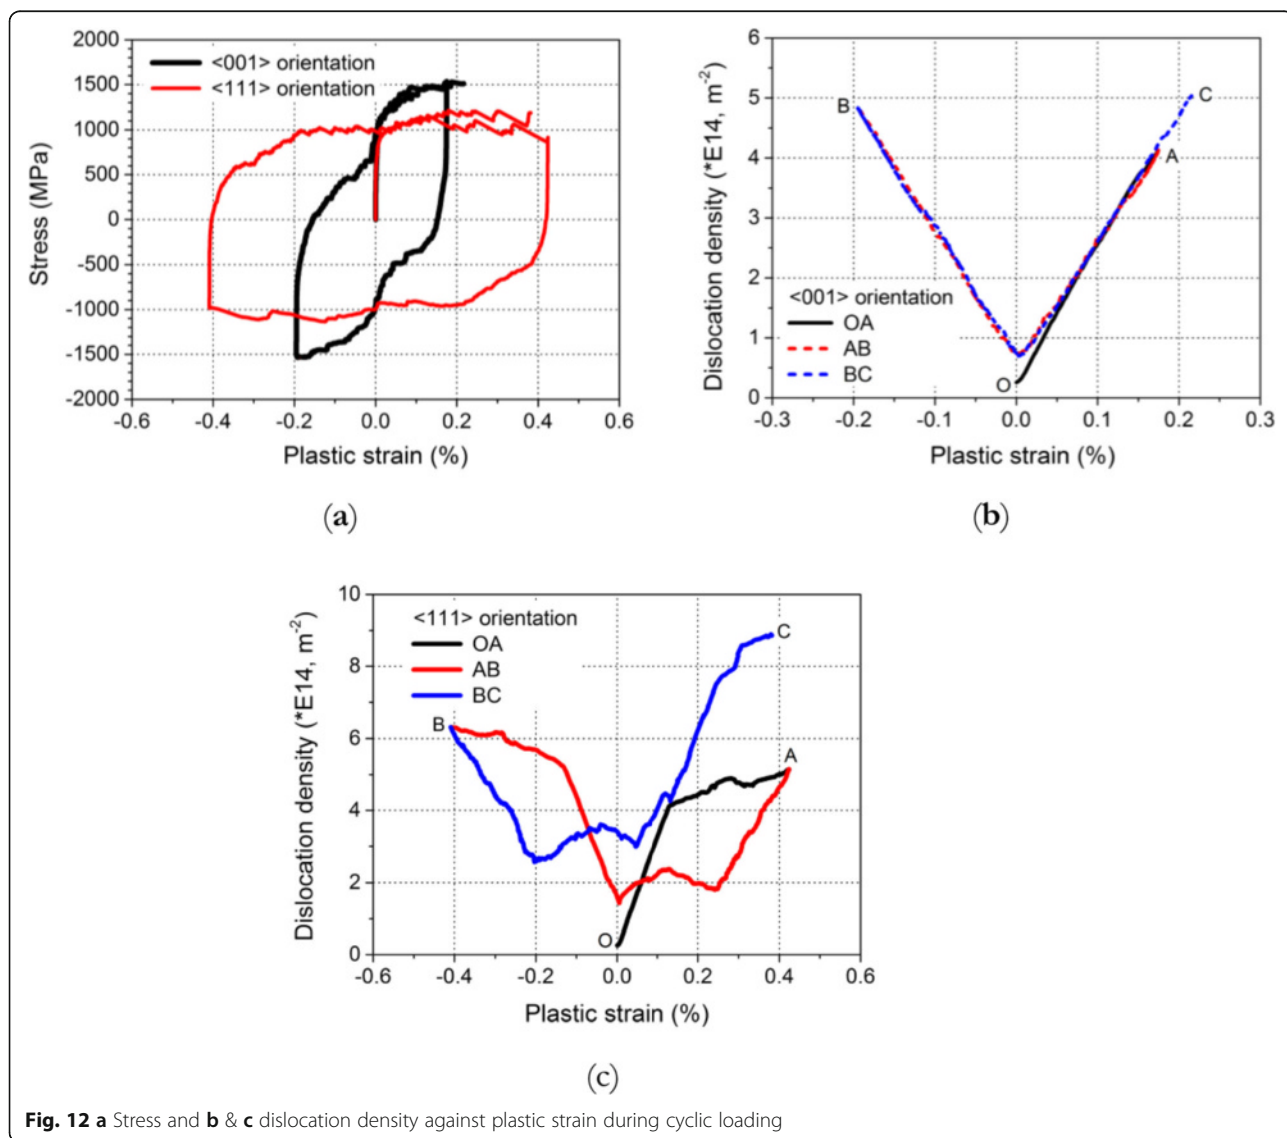 2000
1500
1000
500
0
-500
-1000
-1500
-2000
Stress (MPa)
<001> orientation
<111> orientation
-0.6 -0.4 -0.2 0.0 0.2 0.4 0.6
Plastic strain (%)
(a)
6
5
4
3
2
1
0
Dislocation density (*E14, m-2)
B
C
A
O
<001> orientation
OA
AB
BC
-0.3 -0.2 -0.1 0.0 0.1 0.2 0.3
Plastic strain (%)
(b)
10
8
6
4
2
0
Dislocation density (*E14, m-2)
<111> orientation
OA
AB
BC
C
B
A
O
-0.6 -0.4 -0.2 0.0 0.2 0.4 0.6
Plastic strain (%)
(c)
Fig. 12 a Stress and b & c dislocation density against plastic strain during cyclic loading